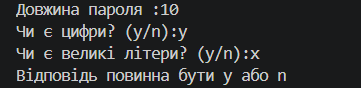 Довжина пароля :10
Чи є цифри? (y/n):y
Чи є великі літери? (y/n):x
Відповідь повинна бути y або n